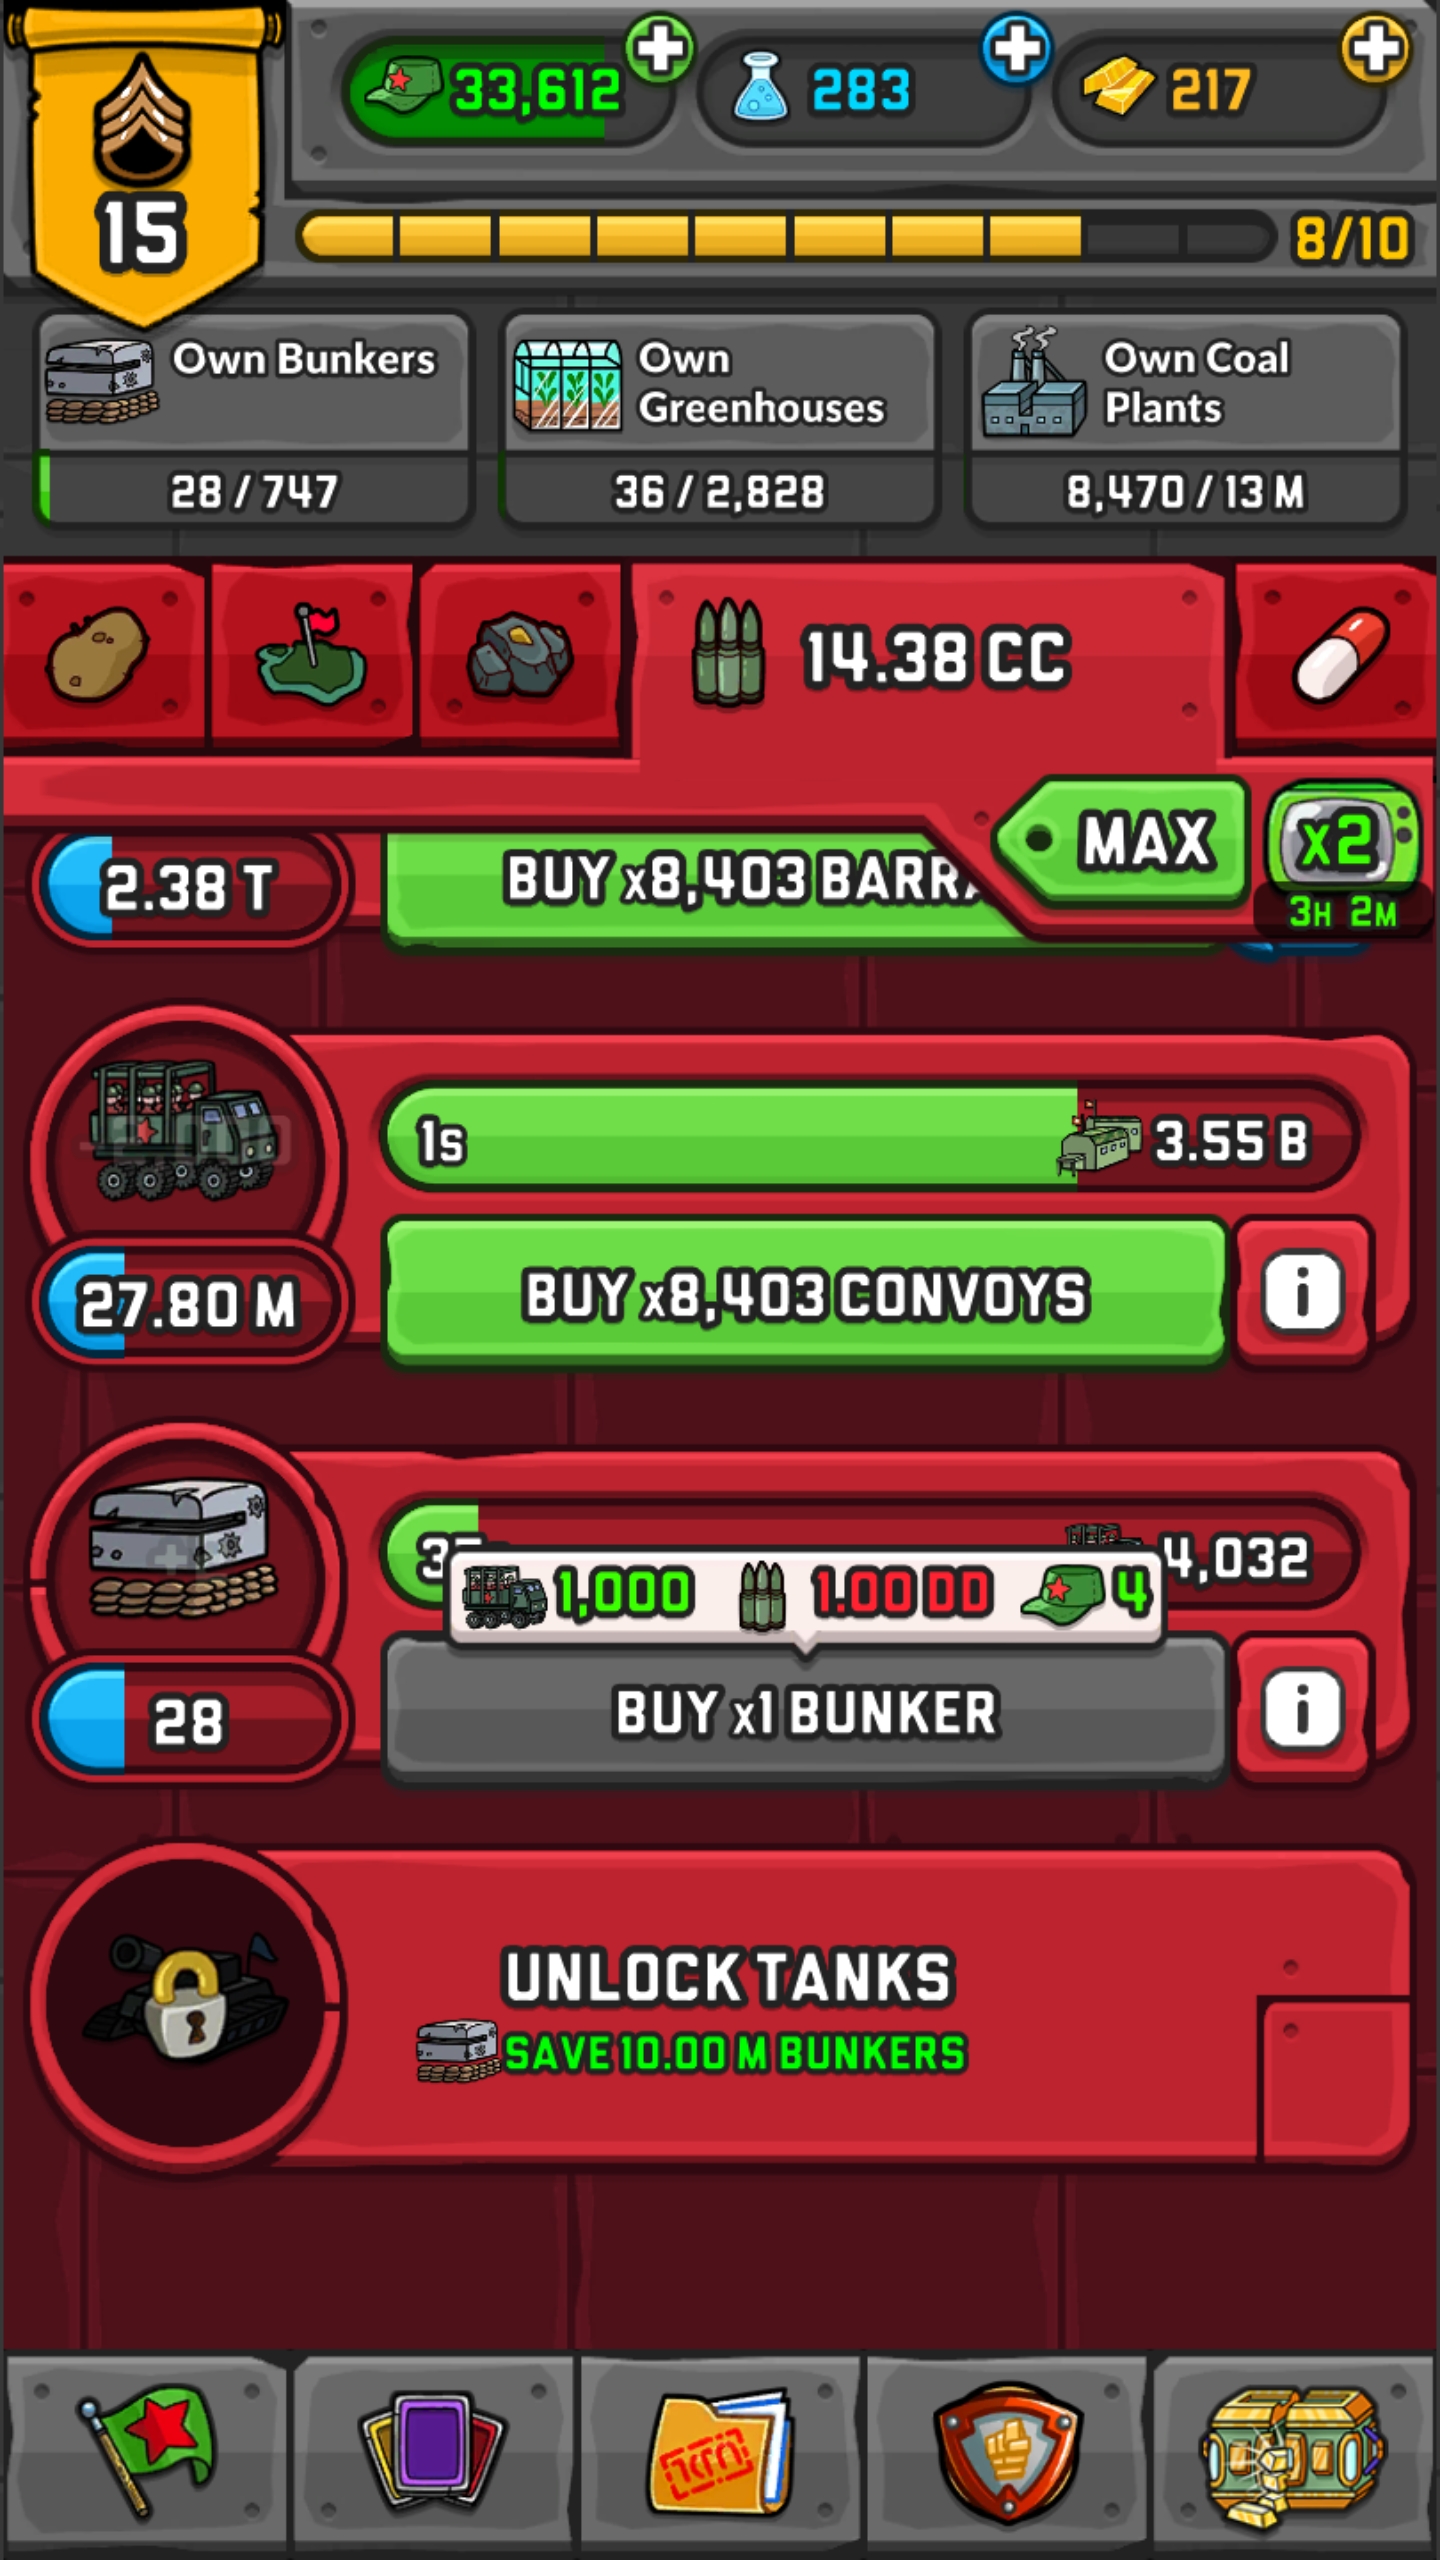 33,612
283
217
15
8/10
Own Bunkers
28 / 747
Own
Greenhouses
36 / 2,828
Own Coal
Plants
8,470 / 13 M
14.38 CC
MAX
x2
3H 2M
2.38 T
BUY x8,403
1s
3.55 B
27.80 M
BUY x8,403 CONVOYS
4,032
1,000
1.00 DD
4
28
BUY x1 BUNKER
UNLOCK TANKS
SAVE 10.00 M BUNKERS